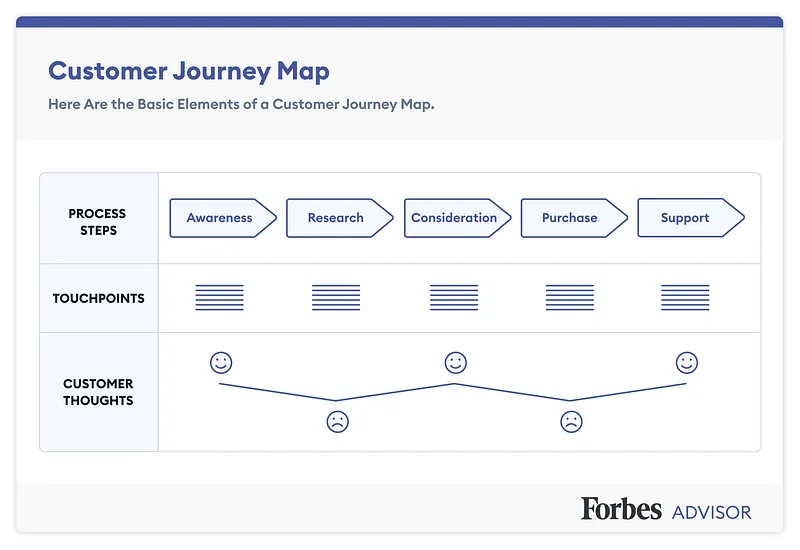 Customer Journey Map
Here Are the Basic Elements of a Customer Journey Map.
PROCESS
STEPS
Awareness
Research
Consideration
Purchase
Support
TOUCHPOINTS
CUSTOMER
THOUGHTS
Forbes ADVISOR